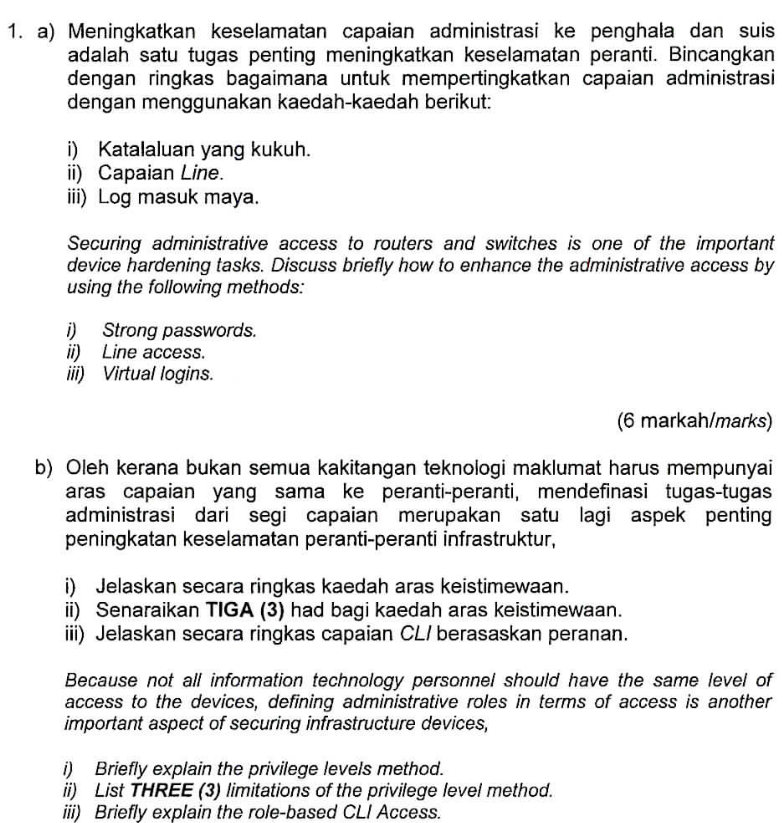 1. a) Meningkatkan keselamatan capaian administrasi ke penghala dan suis
adalah satu tugas penting meningkatkan keselamatan peranti. Bincangkan
dengan ringkas bagaimana untuk mempertingkatkan capaian administrasi
dengan menggunakan kaedah-kaedah berikut:
i) Katalaluan yang kukuh.
ii) Capaian Line.
iii) Log masuk maya.
Securing administrative access to routers and switches is one of the important
device hardening tasks. Discuss briefly how to enhance the administrative access by
using the following methods:
i) Strong passwords.
ii) Line access.
iii) Virtual logins.
(6 markah/marks)
b) Oleh kerana bukan semua kakitangan teknologi maklumat harus mempunyai
aras capaian yang sama ke peranti-peranti, mendefinasi tugas-tugas
administrasi dari segi capaian merupakan satu lagi aspek penting
peningkatan keselamatan peranti-peranti infrastruktur,
i) Jelaskan secara ringkas kaedah aras keistimewaan.
ii) Senaraikan TIGA (3) had bagi kaedah aras keistimewaan.
iii) Jelaskan secara ringkas capaian CLI berasaskan peranan.
Because not all information technology personnel should have the same level of
access to the devices, defining administrative roles in terms of access is another
important aspect of securing infrastructure devices,
i) Briefly explain the privilege levels method.
ii) List THREE (3) limitations of the privilege level method.
iii) Briefly explain the role-based CLI Access.